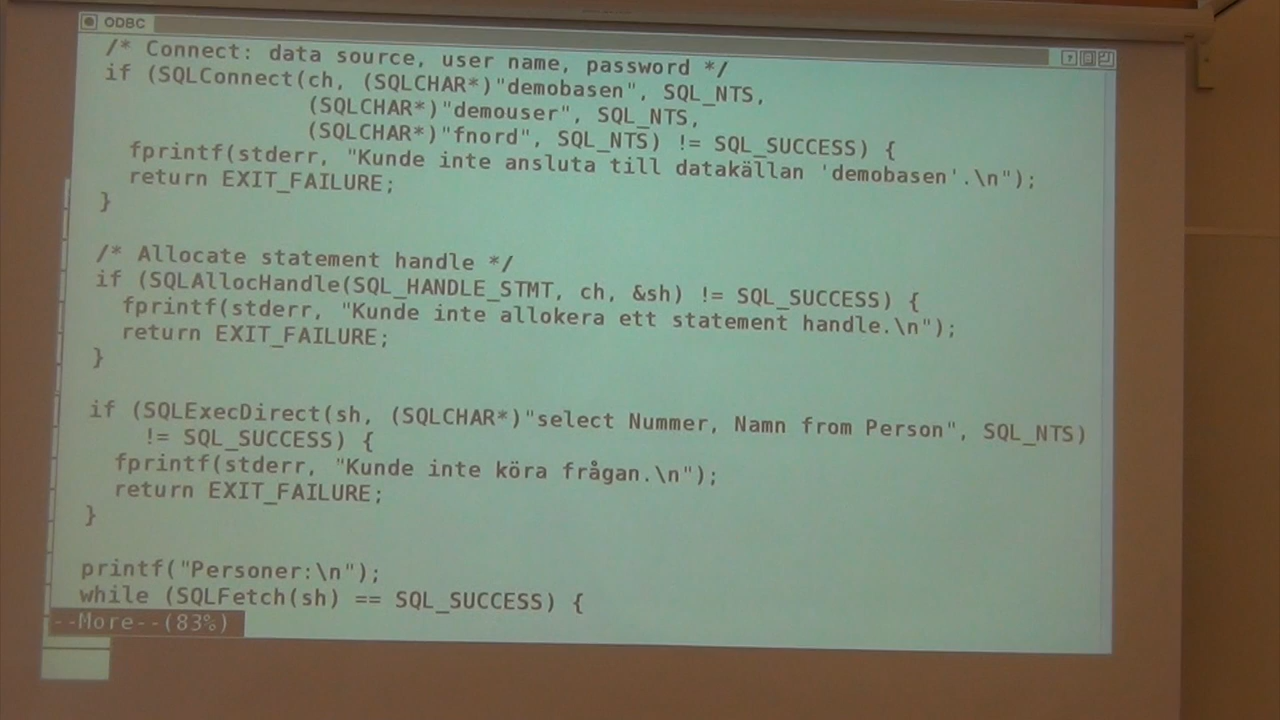 ODBC
/* Connect: data source, user name, password */
if (SQLConnect(ch, (SQLCHAR*)"demobasen", SQL_NTS,
(SQLCHAR*)"demouser", SQL_NTS,
(SQLCHAR*)"fnord", SQL_NTS) != SQL_SUCCESS) {
fprintf(stderr, "Kunde inte ansluta till datakällan 'demobasen'.\n");
return EXIT_FAILURE;
}
/* Allocate statement handle */
if (SQLAllocHandle(SQL_HANDLE_STMT, ch, &sh) != SQL_SUCCESS) {
fprintf(stderr, "Kunde inte allokera ett statement handle.\n");
return EXIT_FAILURE;
}
if (SQLExecDirect(sh, (SQLCHAR*)"select Nummer, Namn from Person", SQL_NTS)
!= SQL_SUCCESS) {
fprintf(stderr, "Kunde inte köra frågan.\n");
return EXIT_FAILURE;
}
printf("Personer:\n");
while (SQLFetch(sh) == SQL_SUCCESS) {
--More--(83%)